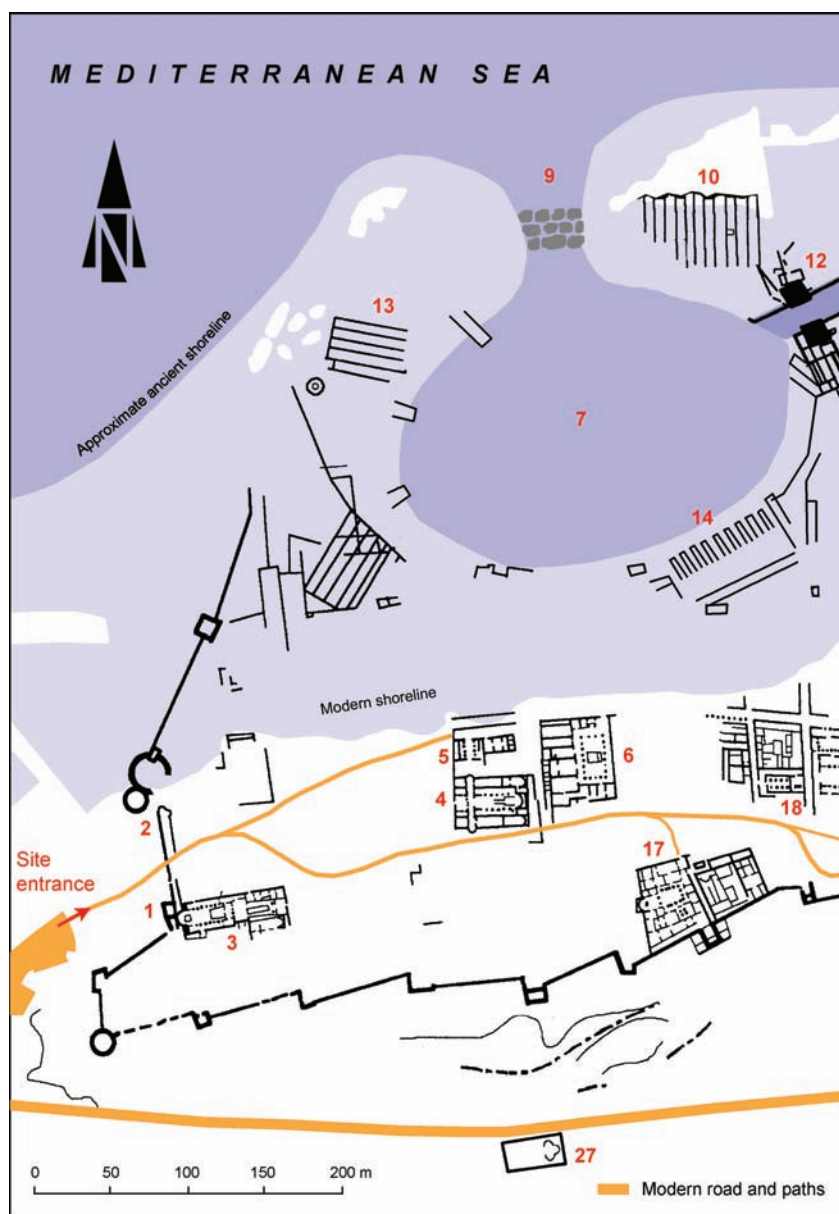 MEDITERRANEAN SEA
N
9
10
12
13
Approximate ancient shoreline
7
14
Modern shoreline
5
6
4
18
2
17
Site
entrance
1
3
0 50 100 150 200 m
27
Modern road and paths